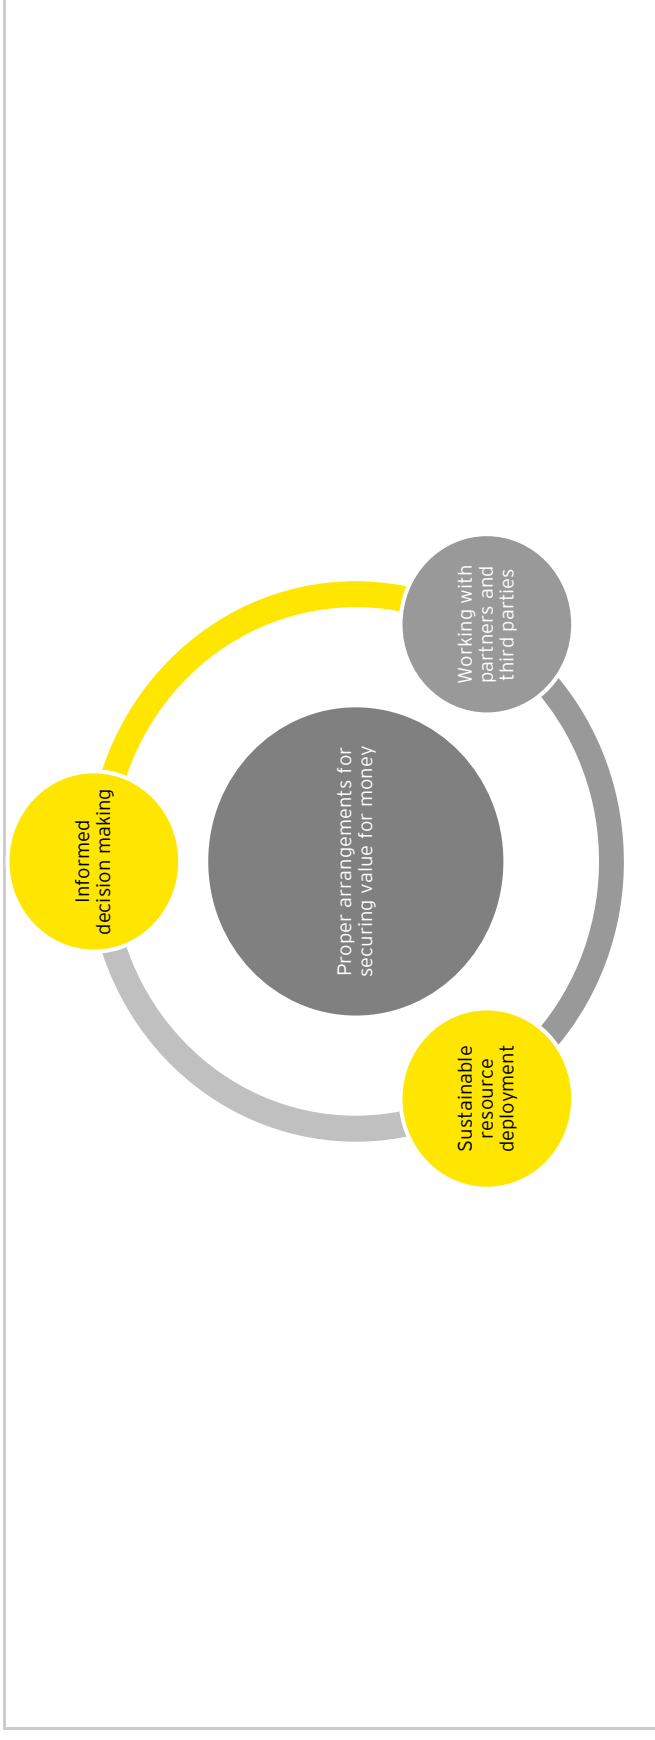 Informed
decision making
Proper arrangements for
securing value for money
Sustainable
resource
deployment
Working with
partners and
third parties